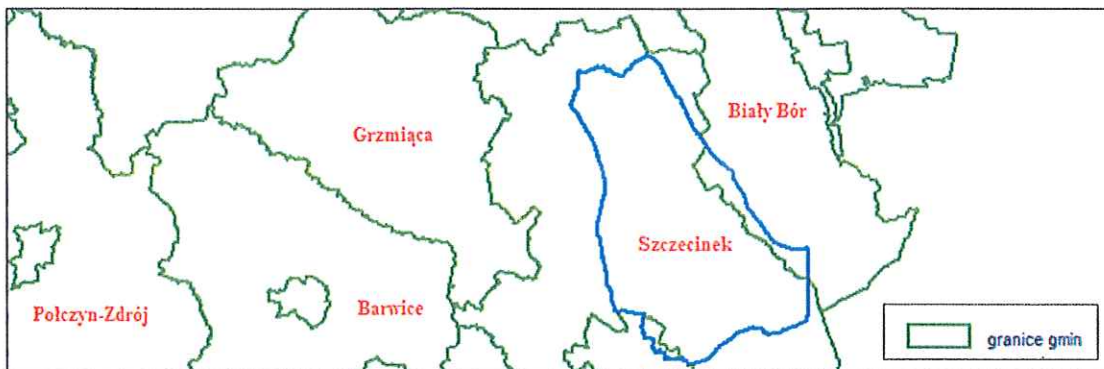 Grzmiąca
Biały Bór
Szczecinek
Połczyn-Zdrój
Barwice
granice gmin